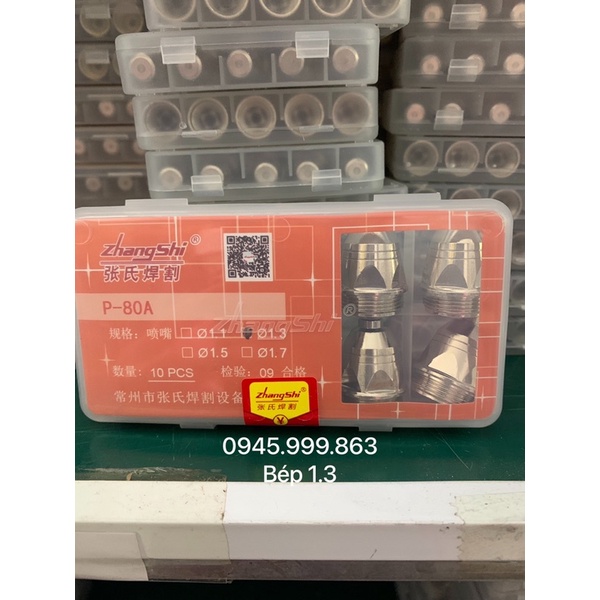 ZhangShi®
张氏焊割
P-80A
规格：喷嘴 Ø1.1 Ø1.3
Ø1.5 Ø1.7
ZhangShi®
数量：10 PCS 检验：09 合格
常州市张氏焊割设备
ZhangShi®
张氏焊割
¥
0945.999.863
Bép 1.3